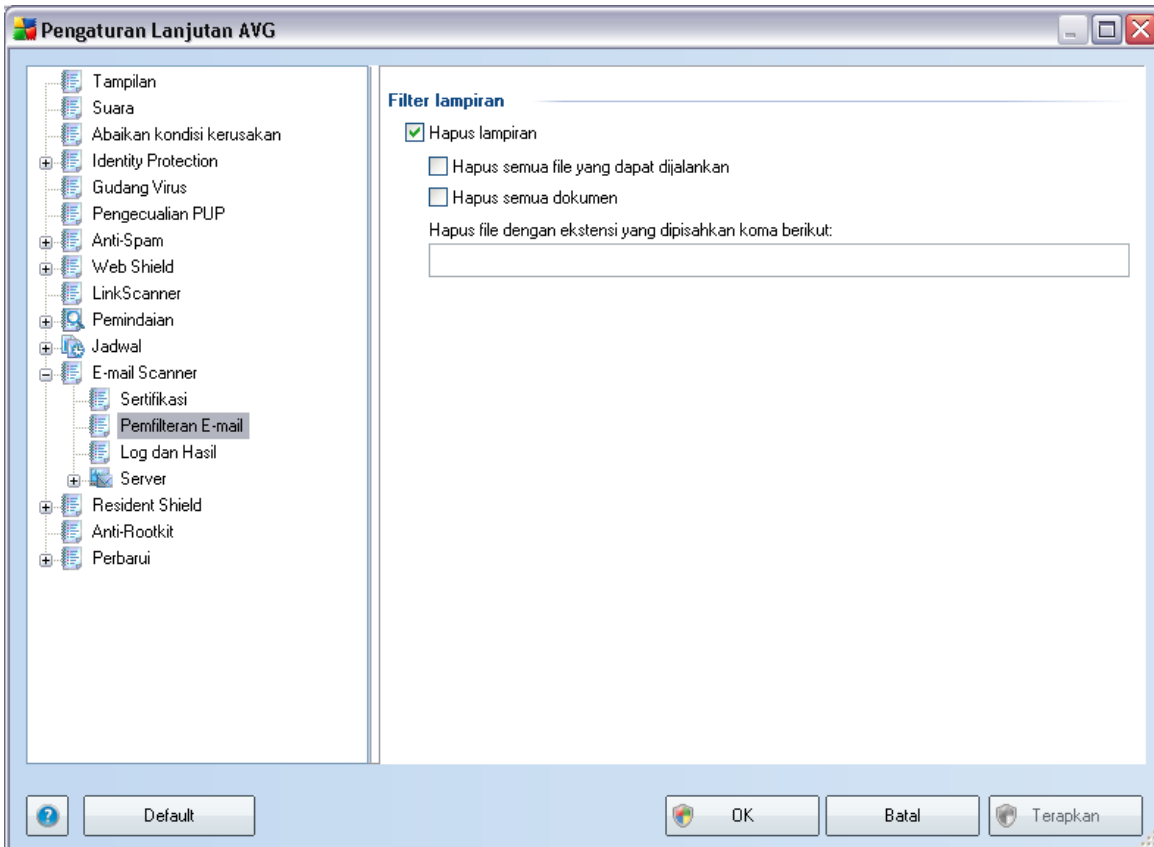 Pengaturan Lanjutan AVG
Tampilan
Suara
Abaikan kondisi kerusakan
Identity Protection
Gudang Virus
Pengecualian PUP
Anti-Spam
Web Shield
LinkScanner
Pemindaian
Jadwal
E-mail Scanner
Sertifikasi
Pemfilteran E-mail
Log dan Hasil
Server
Resident Shield
Anti-Rootkit
Perbarui
Filter lampiran
Hapus lampiran
Hapus semua file yang dapat dijalankan
Hapus semua dokumen
Hapus file dengan ekstensi yang dipisahkan koma berikut:
Default
OK
Batal
Terapkan